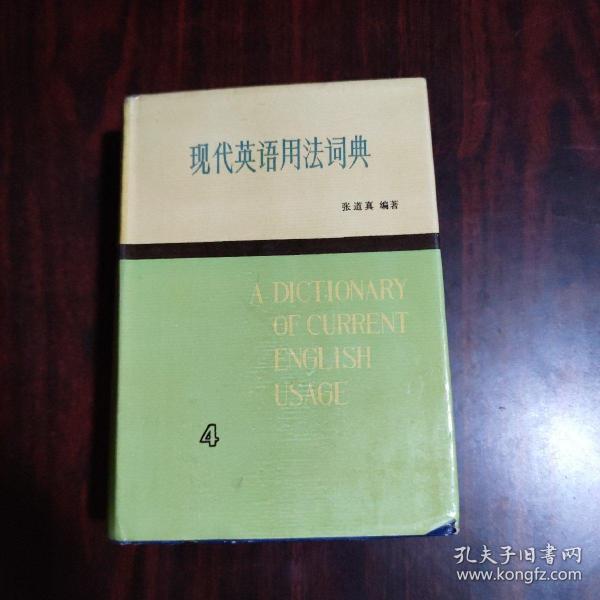 现代英语用法词典
张道真 编著
A DICTIONARY
OF CURRENT
ENGLISH
USAGE
4
孔夫子旧书网
www.kongfz.com